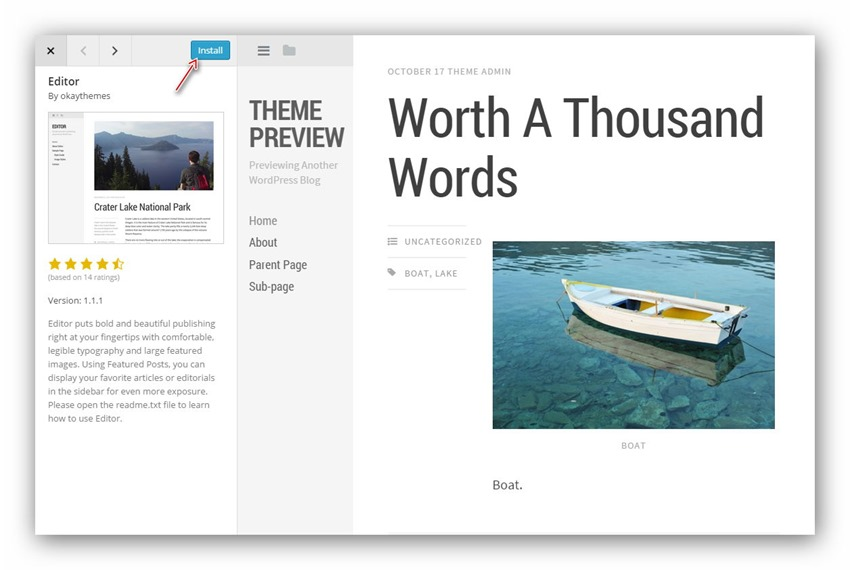 Install
Editor
By okaythemes
EDITOR
Crater Lake National Park
(based on 14 ratings)
Version: 1.1.1
Editor puts bold and beautiful publishing
right at your fingertips with comfortable,
legible typography and large featured
images. Using Featured Posts, you can
display your favorite articles or editorials
in the sidebar for even more exposure.
Please open the readme.txt file to learn
how to use Editor.
THEME
PREVIEW
Previewing Another
WordPress Blog
Home
About
Parent Page
Sub-page
OCTOBER 17 THEME ADMIN
Worth A Thousand
Words
UNCATEGORIZED
BOAT, LAKE
BOAT
Boat.